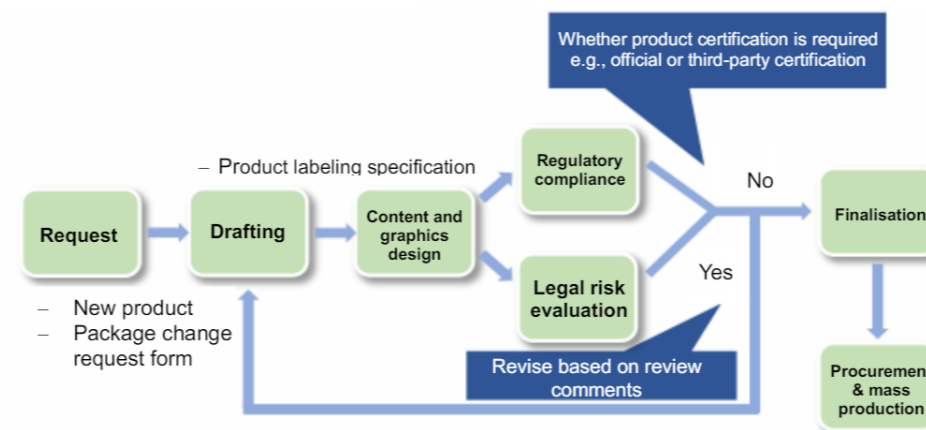 Whether product certification is required
e.g., official or third-party certification
– Product labeling specification
Regulatory
compliance
No
Request
Drafting
Content and
graphics
design
Finalisation
Legal risk
evaluation
Yes
– New product
– Package change
request form
Revise based on review
comments
Procuremen
& mass
production